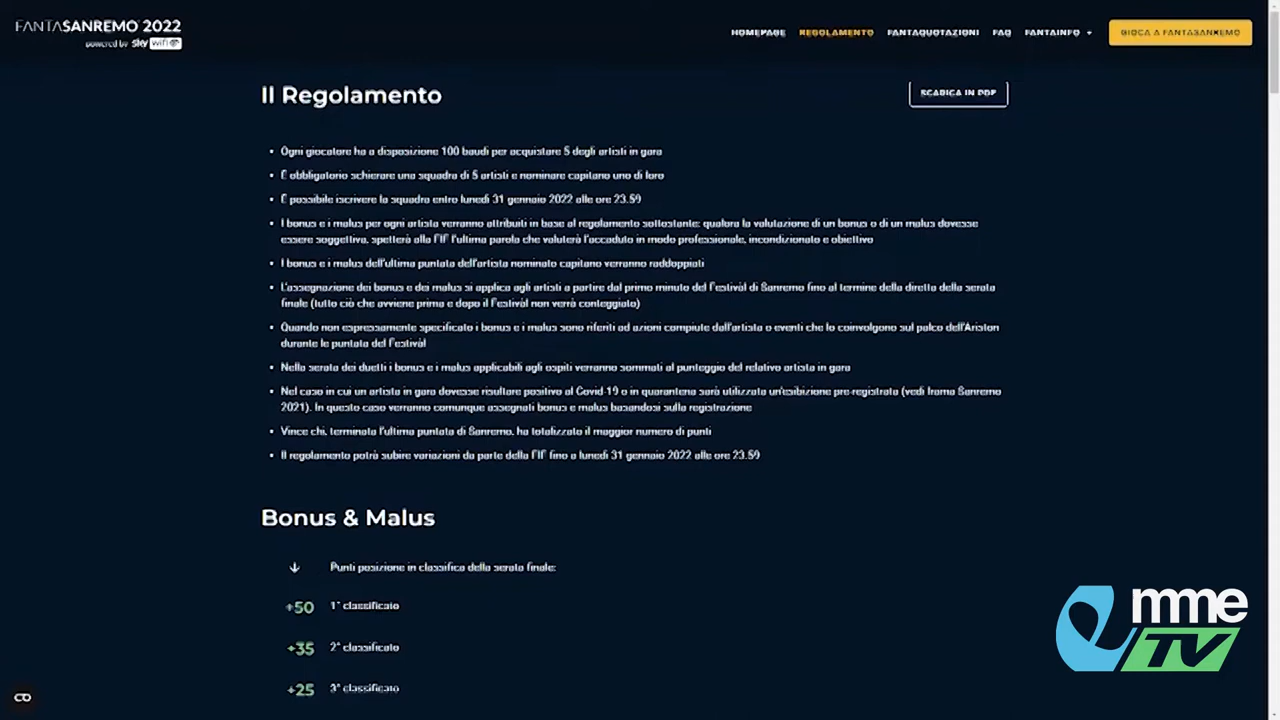 FANTASANREMO 2022
powered by sky wifi
HOMEPAGE REGOLAMENTO FANTAQUOTAZIONI FAQ FANTAINFO GIOCA A FANTASANREMO
Il Regolamento
SCARICA IN PDF
• Ogni giocatore ha a disposizione 100 baudi per acquistare 5 degli artisti in gara
• È obbligatorio schierare una squadra di 5 artisti e nominare capitano uno di loro
• È possibile iscrivere la squadra entro lunedì 31 gennaio 2022 alle ore 23.59
• I bonus e i malus per ogni artista verranno attribuiti in base al regolamento sottostante: qualora la valutazione di un bonus o di un malus dovesse
essere soggettiva, spetterà alla FIF l'ultima parola che valuterà l'accaduto in modo professionale, incondizionato e obiettivo
• I bonus e i malus dell'ultima puntata dell'artista nominato capitano verranno raddoppiati
• L'assegnazione dei bonus e dei malus si applica agli artisti a partire dal primo minuto del Festivàl di Sanremo fino al termine della diretta della serata
finale (tutto ciò che avviene prima e dopo il Festivàl non verrà conteggiato)
• Quando non espressamente specificato i bonus e i malus sono riferiti ad azioni compiute dall'artista o eventi che lo coinvolgono sul palco dell'Ariston
durante le puntata del Festivàl
• Nella serata dei duetti i bonus e i malus applicabili agli ospiti verranno sommati al punteggio del relativo artista in gara
• Nel caso in cui un artista in gara dovesse risultare positivo al Covid-19 o in quarantena sarà utilizzata un'esibizione pre-registrata (vedi Irama Sanremo
2021). In questo caso verranno comunque assegnati bonus e malus basandosi sulla registrazione
• Vince chi, terminata l'ultima puntata di Sanremo, ha totalizzato il maggior numero di punti
• Il regolamento potrà subire variazioni da parte della FIF fino a lunedì 31 gennaio 2022 alle ore 23.59
Bonus & Malus
↓ Punti posizione in classifica della serata finale:
+50 1° classificato
+35 2° classificato
+25 3° classificato
emme
TV